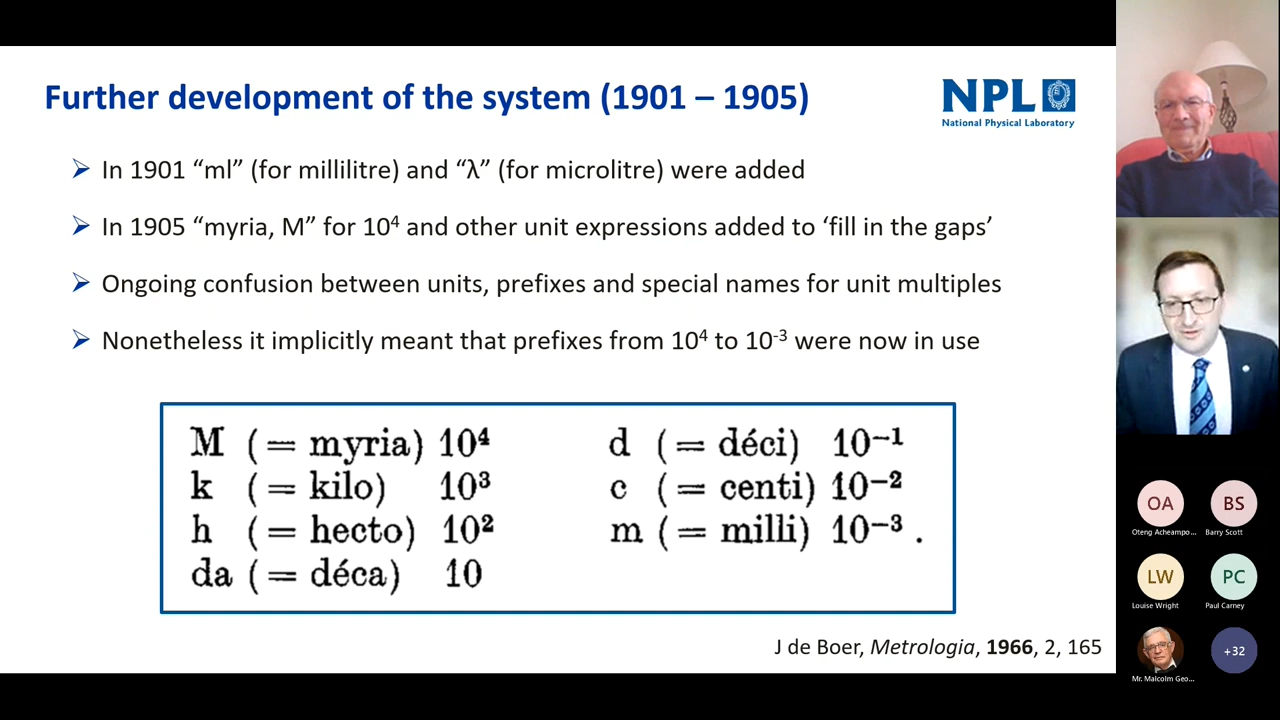 Further development of the system (1901 – 1905)
NPL
National Physical Laboratory
➢ In 1901 “ml” (for millilitre) and “λ” (for microlitre) were added
➢ In 1905 “myria, M” for 10⁴ and other unit expressions added to ‘fill in the gaps’
➢ Ongoing confusion between units, prefixes and special names for unit multiples
➢ Nonetheless it implicitly meant that prefixes from 10⁴ to 10⁻³ were now in use
M (= myria) 10⁴ d (= déci) 10⁻¹
k (= kilo) 10³ c (= centi) 10⁻²
h (= hecto) 10² m (= milli) 10⁻³ .
da (= déca) 10
J de Boer, Metrologia, 1966, 2, 165
OA BS
Oteng Acheampo... Barry Scott
LW PC
Louise Wright Paul Carney
+32
Mr. Malcolm Geo...